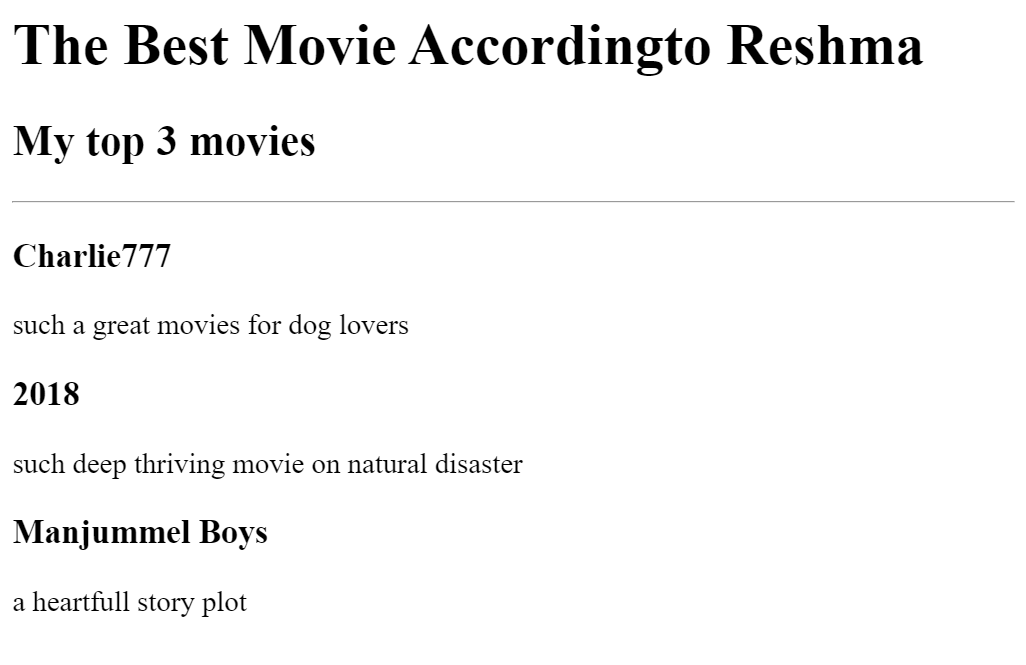 The Best Movie Accordingto Reshma
My top 3 movies
Charlie777
such a great movies for dog lovers
2018
such deep thriving movie on natural disaster
Manjummel Boys
a heartfull story plot